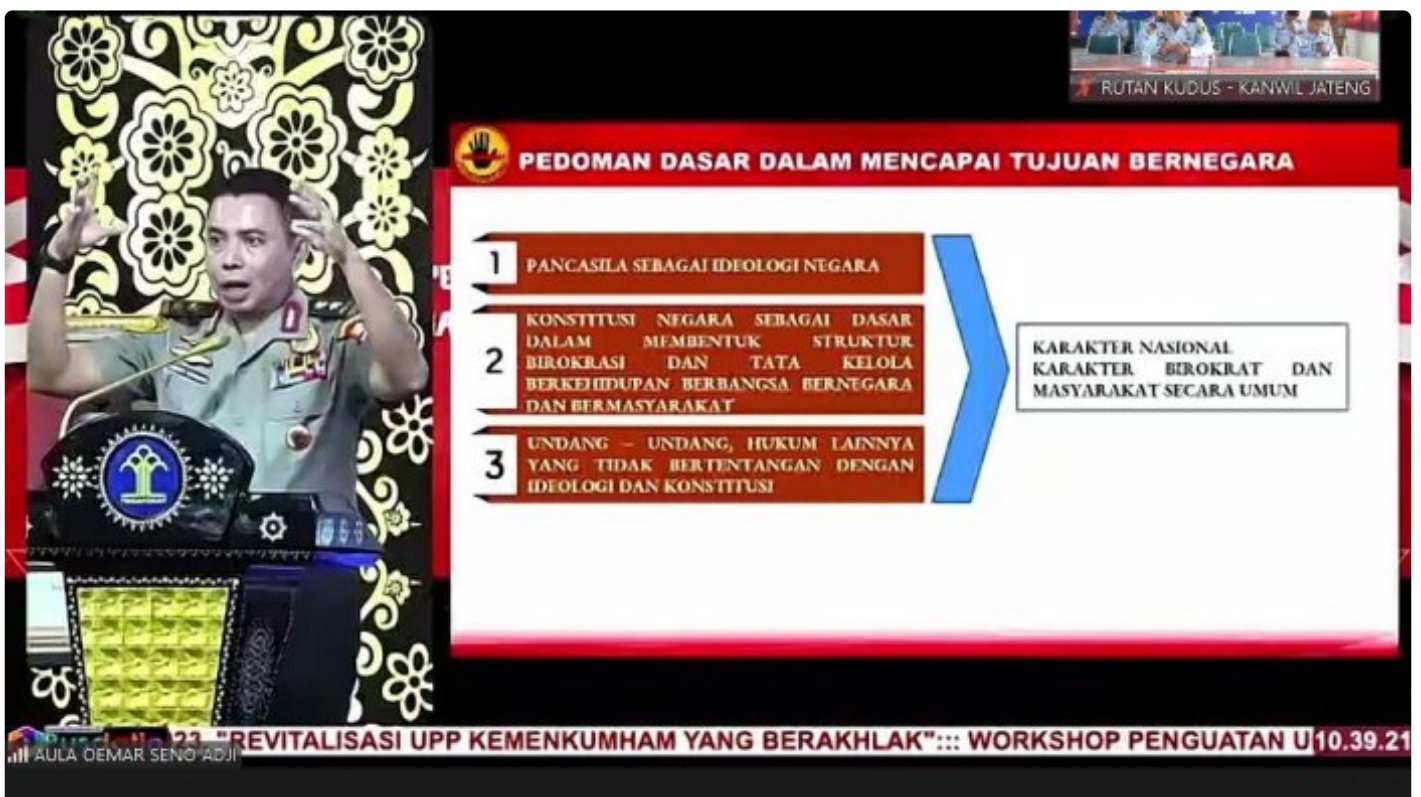 RUTAN KUDUS - KANWIL JATENG
PEDOMAN DASAR DALAM MENCAPAI TUJUAN BERNEGARA
1
PANCASILA SEBAGAI IDEOLOGI NEGARA
2
KONSTITUSI NEGARA SEBAGAI DASAR
DALAM MEMBENTUK STRUKTUR
BIROKRASI DAN TATA KELOLA
BERKEHIDUPAN BERBANGSA BERNEGARA
DAN BERMASYARAKAT
3
UNDANG – UNDANG, HUKUM LAINNYA
YANG TIDAK BERTENTANGAN DENGAN
IDEOLOGI DAN KONSTITUSI
KARAKTER NASIONAL
KARAKTER BIROKRAT DAN
MASYARAKAT SECARA UMUM
23 "REVITALISASI UPP KEMENKUMHAM YANG BERAKHLAK"::: WORKSHOP PENGUATAN U 10.39.21
AULA OEMAR SENO ADJI